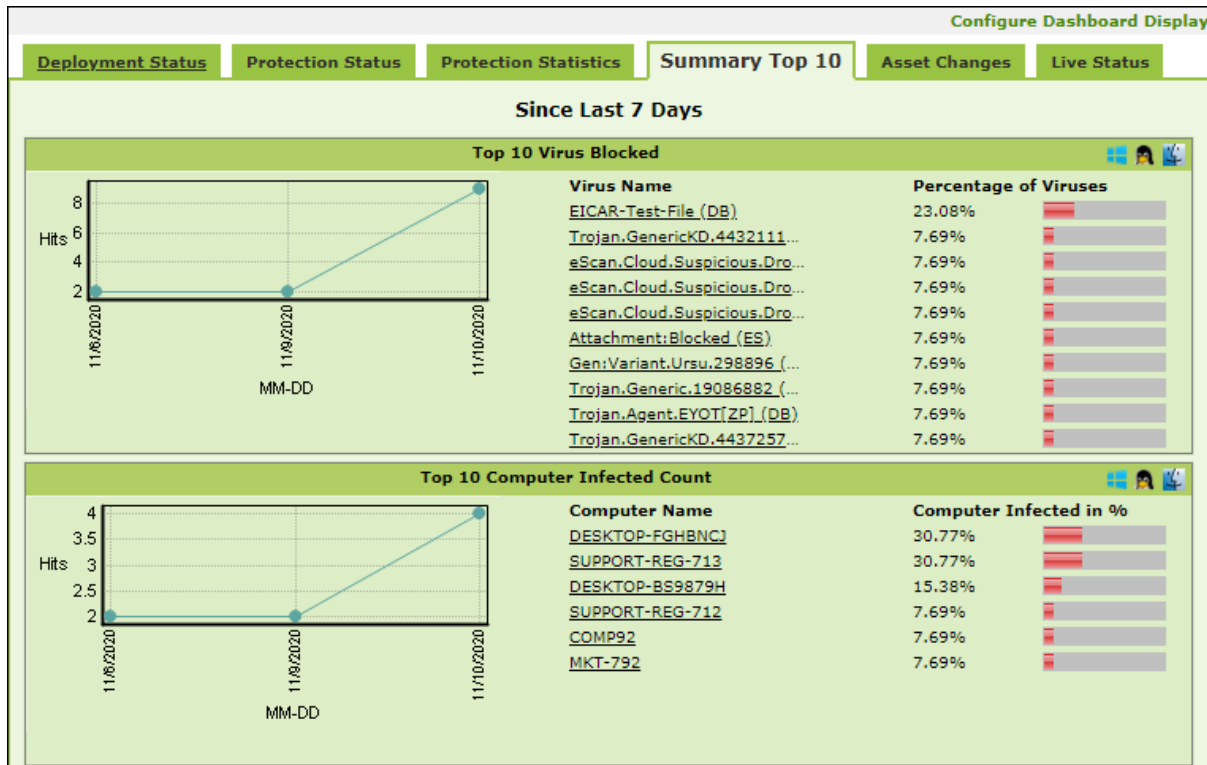 Configure Dashboard Display
Deployment Status Protection Status Protection Statistics Summary Top 10 Asset Changes Live Status
Since Last 7 Days
Top 10 Virus Blocked
8
Hits 6
4
2
11/6/2020 11/9/2020 11/10/2020
MM-DD
Virus Name Percentage of Viruses
EICAR-Test-File (DB) 23.08%
Trojan.GenericKD.4432111... 7.69%
eScan.Cloud.Suspicious.Dro... 7.69%
eScan.Cloud.Suspicious.Dro... 7.69%
eScan.Cloud.Suspicious.Dro... 7.69%
Attachment:Blocked (ES) 7.69%
Gen:Variant.Ursu.298896 (... 7.69%
Trojan.Generic.19086882 (... 7.69%
Trojan.Agent.EYOT[ZP] (DB) 7.69%
Trojan.GenericKD.4437257... 7.69%
Top 10 Computer Infected Count
4
3.5
Hits 3
2.5
2
11/6/2020 11/9/2020 11/10/2020
MM-DD
Computer Name Computer Infected in %
DESKTOP-FGHBNCJ 30.77%
SUPPORT-REG-713 30.77%
DESKTOP-BS9879H 15.38%
SUPPORT-REG-712 7.69%
COMP92 7.69%
MKT-792 7.69%